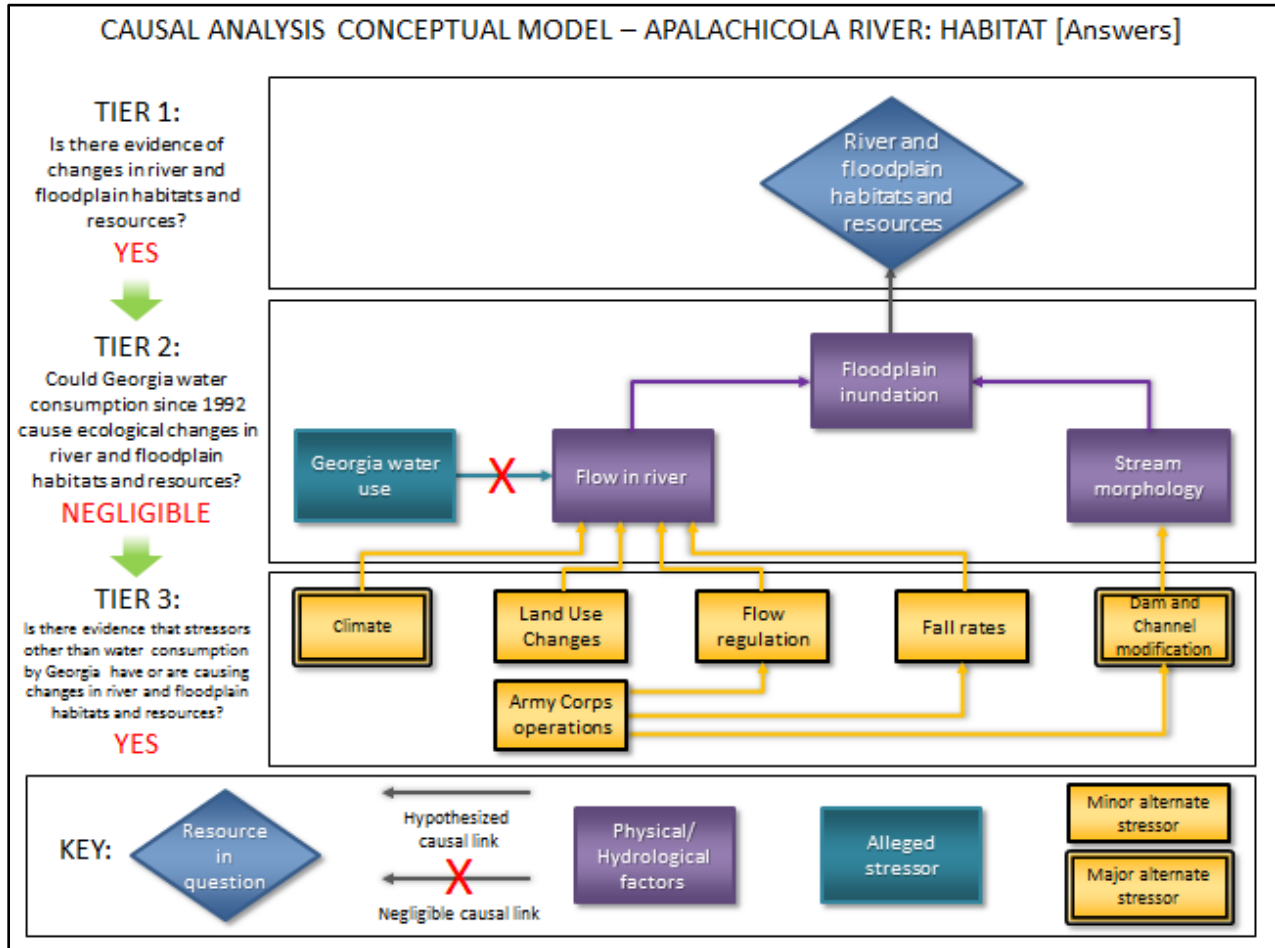 CAUSAL ANALYSIS CONCEPTUAL MODEL – APALACHICOLA RIVER: HABITAT [Answers]
TIER 1:
Is there evidence of
changes in river and
floodplain habitats and
resources?
YES
River and
floodplain
habitats and
resources
TIER 2:
Could Georgia water
consumption since 1992
cause ecological changes in
river and floodplain
habitats and resources?
NEGLIGIBLE
Floodplain
inundation
Georgia water
use
X
Flow in river
Stream
morphology
TIER 3:
Is there evidence that stressors
other than water consumption
by Georgia have or are causing
changes in river and floodplain
habitats and resources?
YES
Climate
Land Use
Changes
Flow
regulation
Fall rates
Dam and
Channel
modification
Army Corps
operations
KEY:
Resource
in
question
Hypothesized
causal link
X
Negligible causal link
Physical/
Hydrological
factors
Alleged
stressor
Minor alternate
stressor
Major alternate
stressor